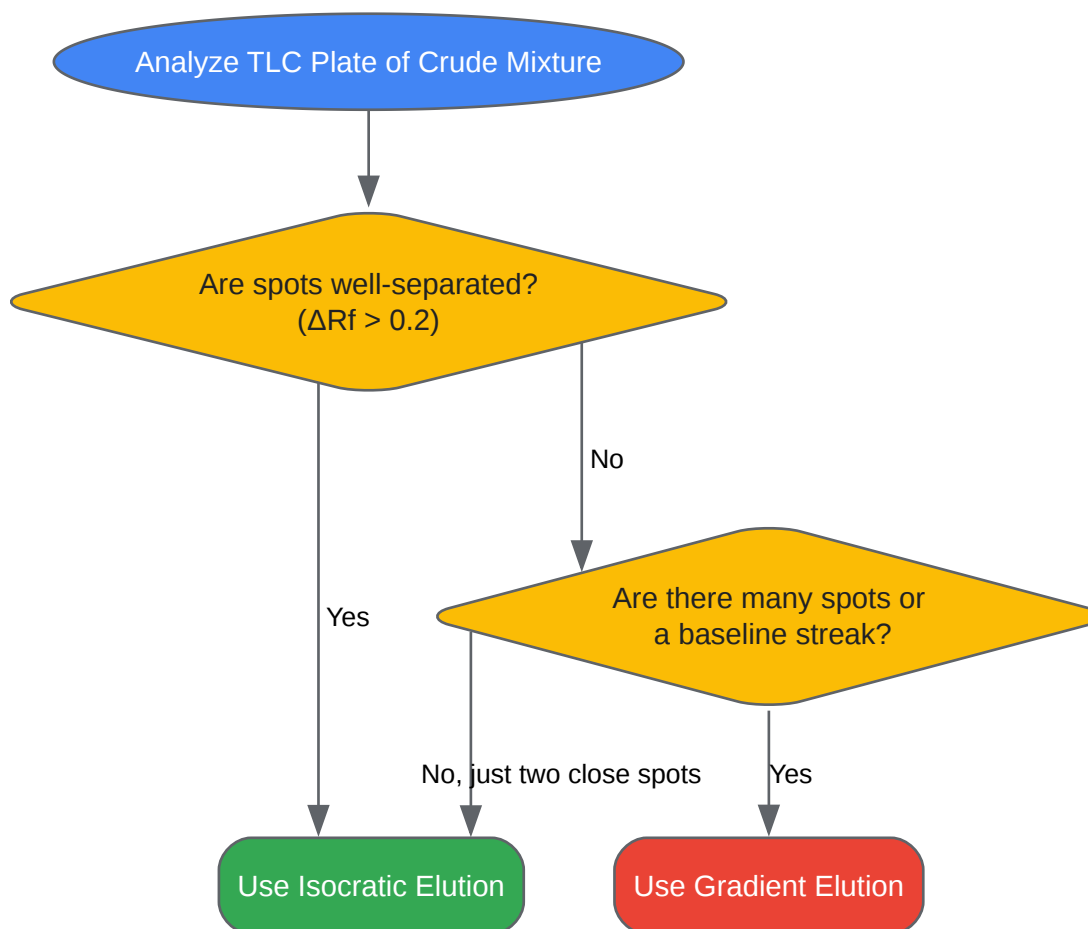 Analyze TLC Plate of Crude Mixture
Are spots well-separated?
(ΔRf > 0.2)
No
Are there many spots or
a baseline streak?
Yes
No, just two close spots
Yes
Use Isocratic Elution
Use Gradient Elution